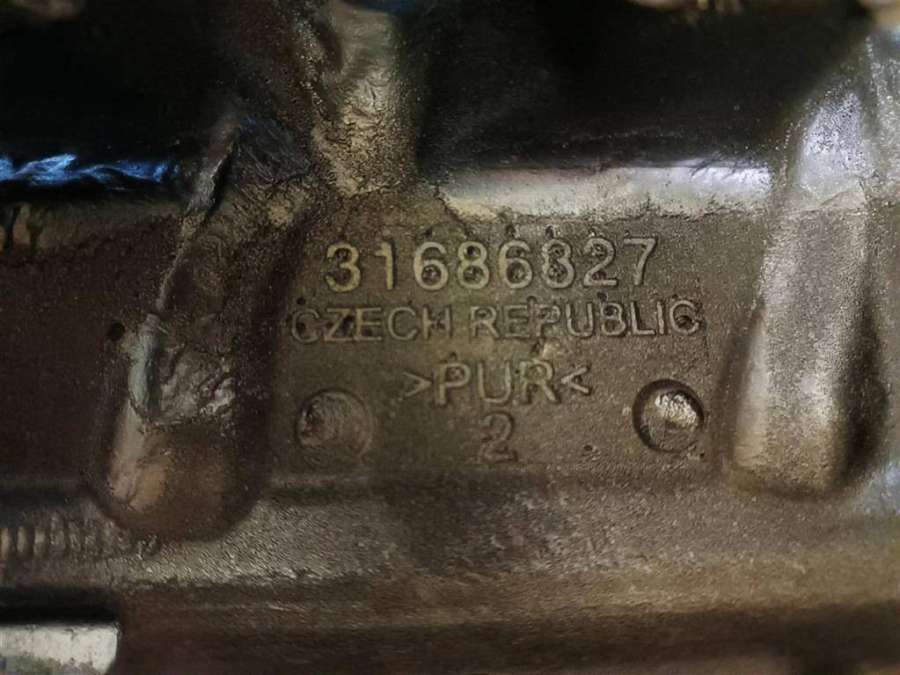 31686827
CZECH REPUBLIC
>PUR<
2